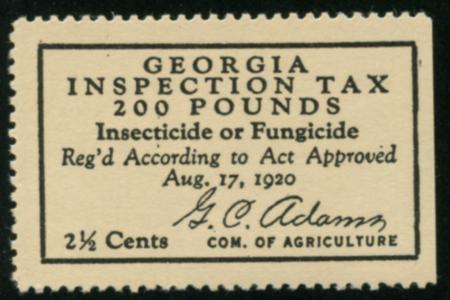 GEORGIA
INSPECTION TAX
200 POUNDS
Insecticide or Fungicide
Reg'd According to Act Approved
Aug. 17, 1920
G. C. Adams
2½ Cents COM. OF AGRICULTURE